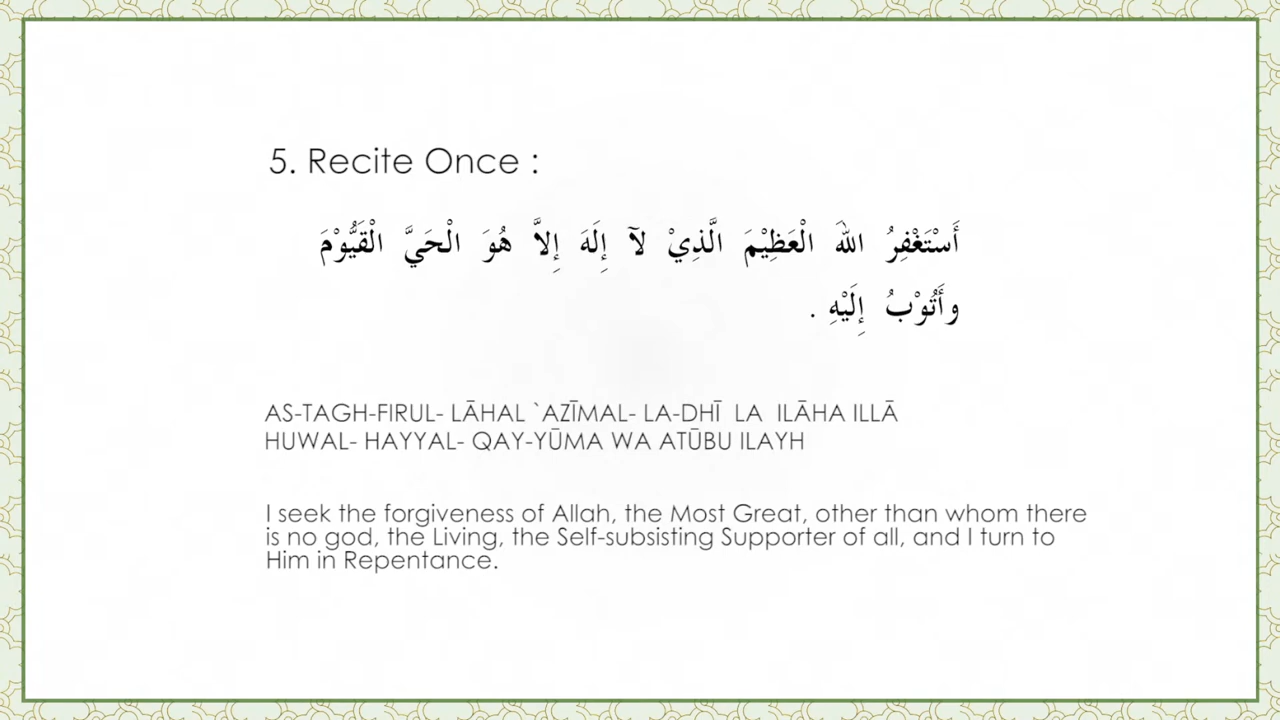 5. Recite Once :
أَسْتَغْفِرُ اللهَ الْعَظِيْمَ الَّذِيْ لآ إِلَهَ إِلاَّ هُوَ الْحَيَّ الْقَيُّوْمَ
وأَتُوْبُ إِلَيْهِ .
AS-TAGH-FIRUL- LĀHAL `AZĪMAL- LA-DHĪ LA ILĀHA ILLĀ
HUWAL- HAYYAL- QAY-YŪMA WA ATŪBU ILAYH
I seek the forgiveness of Allah, the Most Great, other than whom there
is no god, the Living, the Self-subsisting Supporter of all, and I turn to
Him in Repentance.